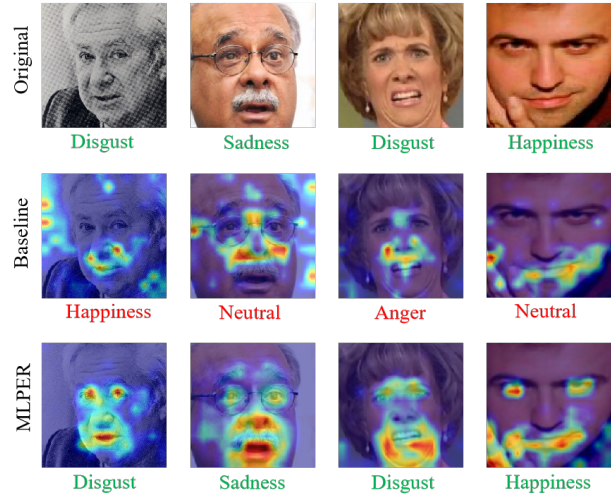 Original
Disgust Sadness Disgust Happiness
Baseline
Happiness Neutral Anger Neutral
MLPER
Disgust Sadness Disgust Happiness